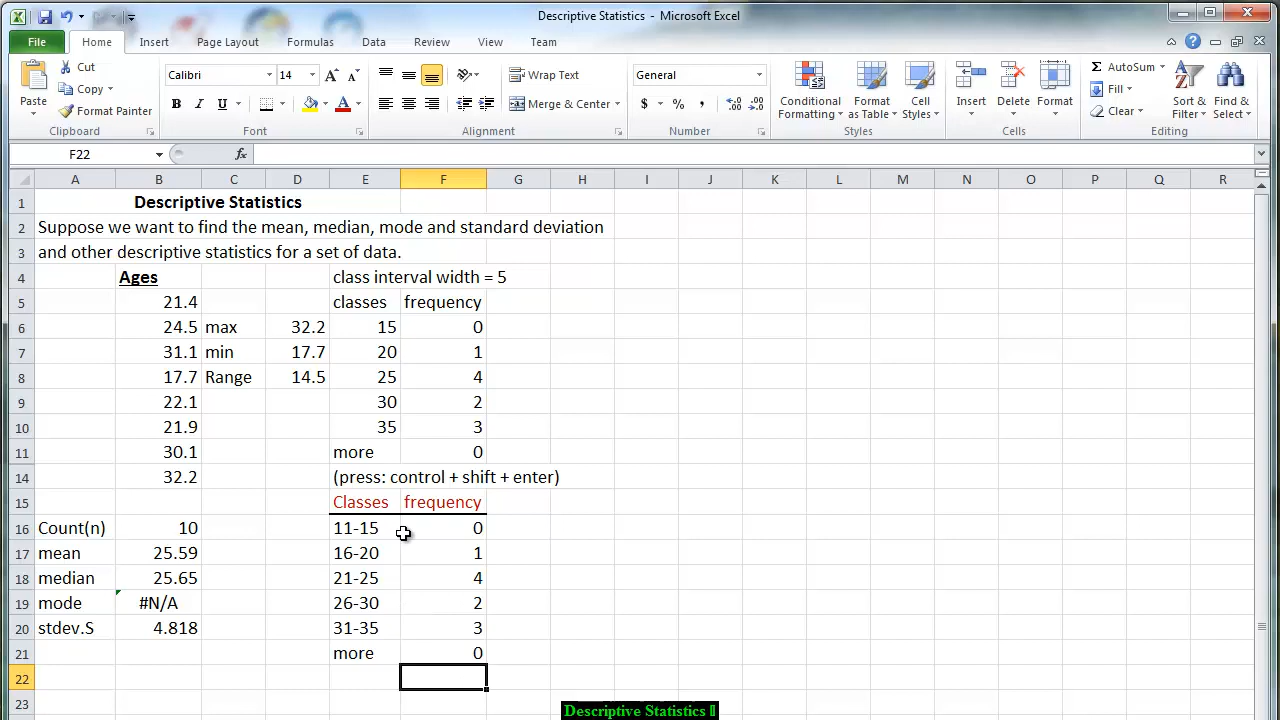 Descriptive Statistics - Microsoft Excel
File Home Insert Page Layout Formulas Data Review View Team
Paste Cut Copy Format Painter Clipboard
Calibri 14 B I U A Font
Wrap Text Merge & Center Alignment
General $ % , Number
Conditional Formatting Format as Table Cell Styles Styles
Insert Delete Format Cells
AutoSum Fill Clear Sort & Filter Find & Select Editing
F22 fx
A B C D E F G H I J K L M N O P Q R
1 Descriptive Statistics
2 Suppose we want to find the mean, median, mode and standard deviation
3 and other descriptive statistics for a set of data.
4 Ages class interval width = 5
5 21.4 classes frequency
6 24.5 max 32.2 15 0
7 31.1 min 17.7 20 1
8 17.7 Range 14.5 25 4
9 22.1 30 2
10 21.9 35 3
11 30.1 more 0
14 32.2 (press: control + shift + enter)
15 Classes frequency
16 Count(n) 10 11-15 0
17 mean 25.59 16-20 1
18 median 25.65 21-25 4
19 mode #N/A 26-30 2
20 stdev.S 4.818 31-35 3
21 more 0
22
23
Descriptive Statistics